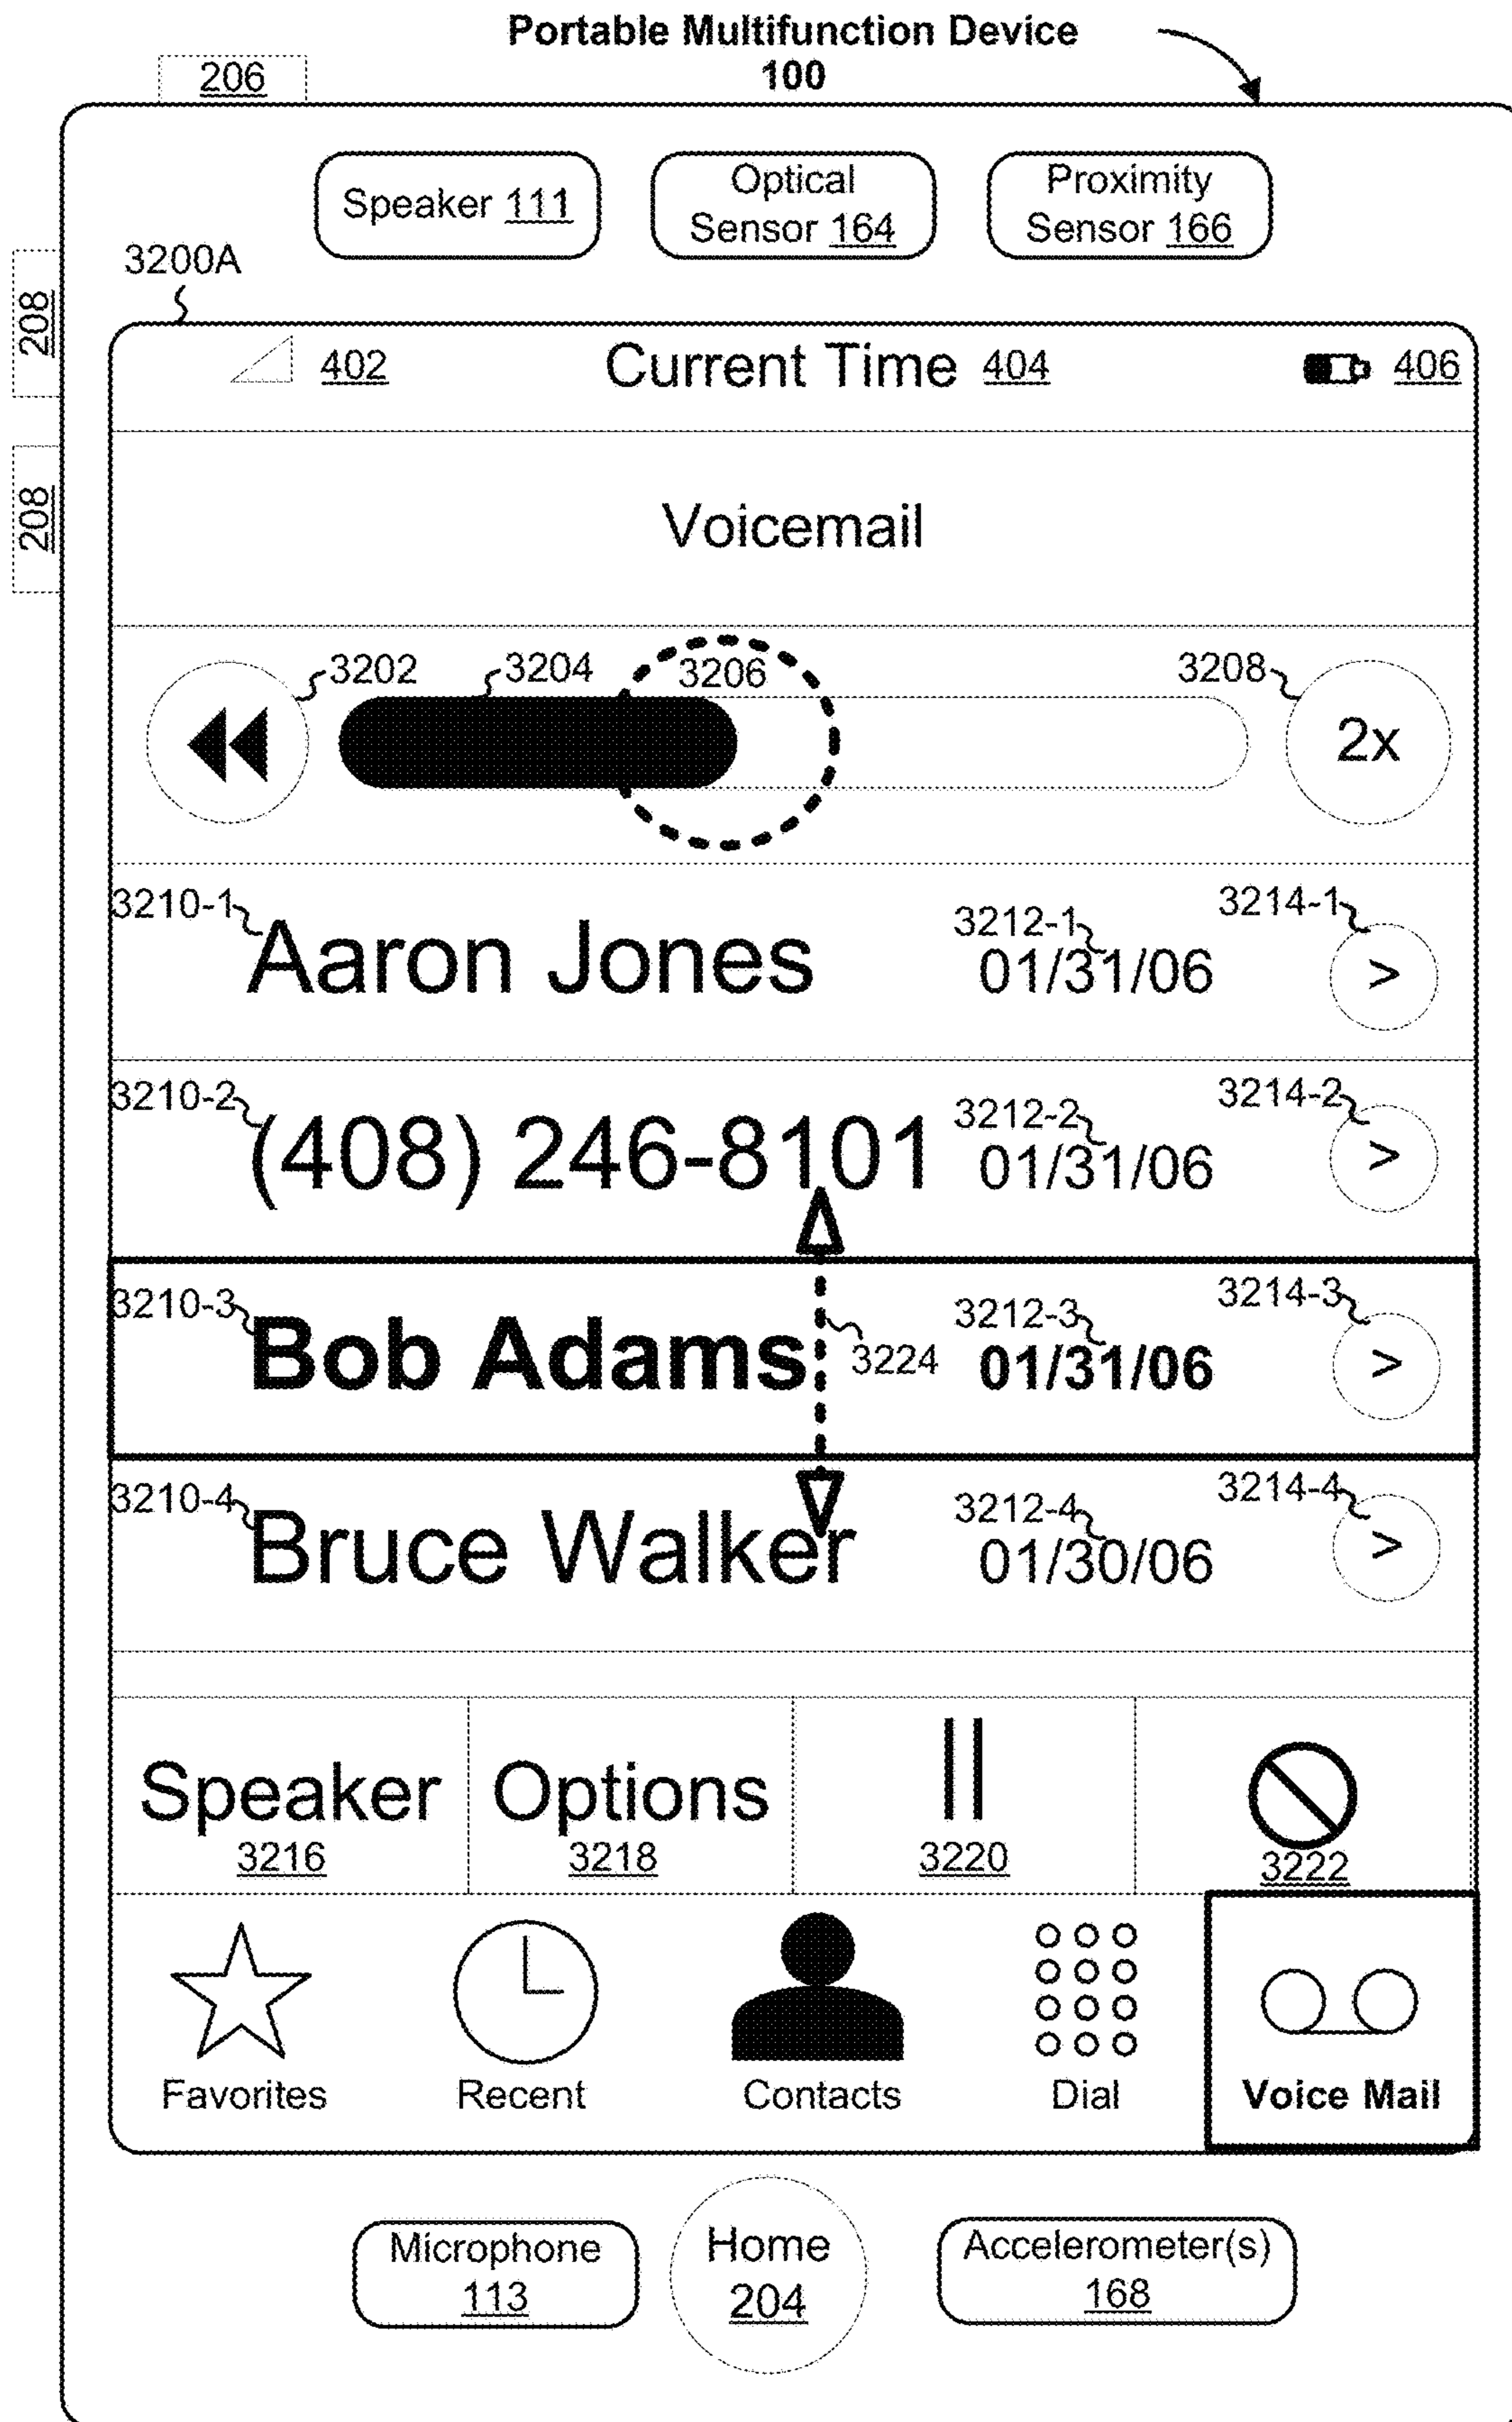 Portable Multifunction Device
100
206
Speaker 111
Optical
Sensor 164
Proximity
Sensor 166
3200A
208
208
402
Current Time 404
406
Voicemail
3202
3204
3206
3208
2x
3210-1
Aaron Jones
3212-1
01/31/06
3214-1
>
3210-2
(408) 246-8101
3212-2
01/31/06
3214-2
>
3210-3
Bob Adams
3224
3212-3
01/31/06
3214-3
>
3210-4
Bruce Walker
3212-4
01/30/06
3214-4
>
Speaker
3216
Options
3218
3220
3222
Favorites
Recent
Contacts
Dial
Voice Mail
Microphone
113
Home
204
Accelerometer(s)
168